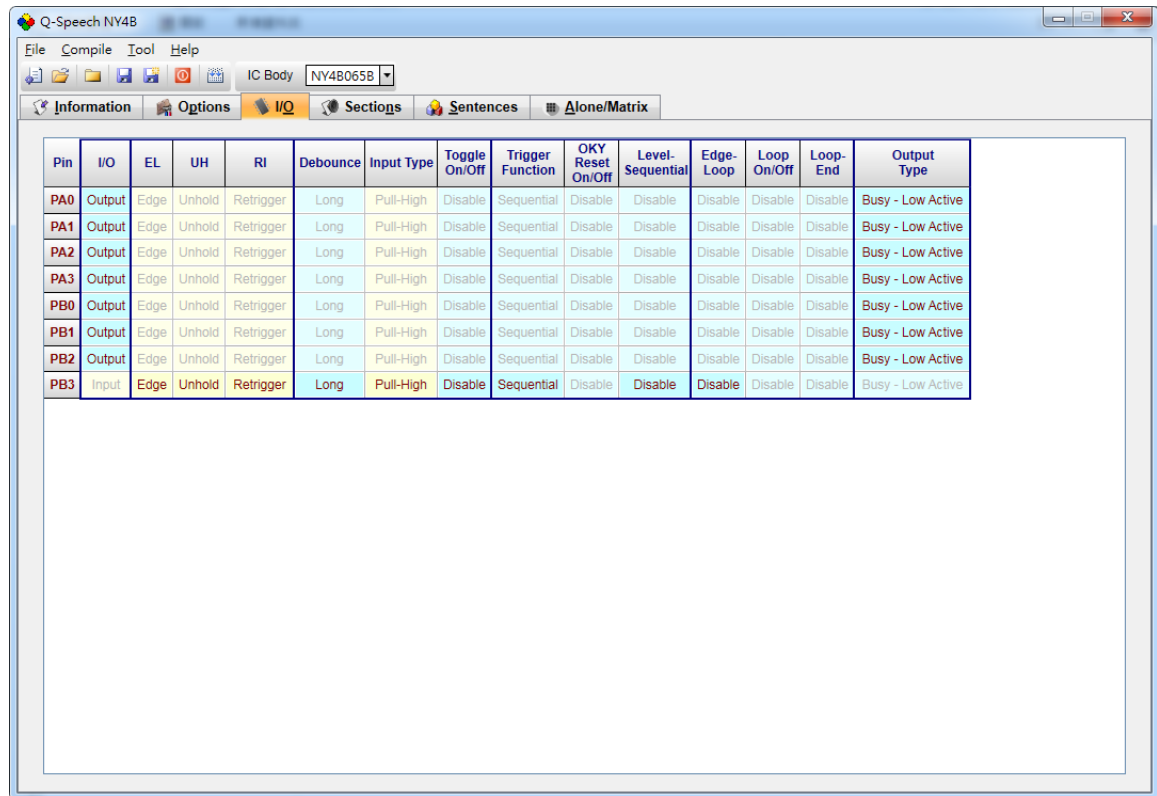 Q-Speech NY4B
File Compile Tool Help
IC Body NY4B065B
Information Options I/O Sections Sentences Alone/Matrix
Pin I/O EL UH RI Debounce Input Type Toggle On/Off Trigger Function OKY Reset On/Off Level-Sequential Edge-Loop Loop On/Off Loop-End Output Type
PA0 Output Edge Unhold Retrigger Long Pull-High Disable Sequential Disable Disable Disable Disable Disable Busy - Low Active
PA1 Output Edge Unhold Retrigger Long Pull-High Disable Sequential Disable Disable Disable Disable Disable Busy - Low Active
PA2 Output Edge Unhold Retrigger Long Pull-High Disable Sequential Disable Disable Disable Disable Disable Busy - Low Active
PA3 Output Edge Unhold Retrigger Long Pull-High Disable Sequential Disable Disable Disable Disable Disable Busy - Low Active
PB0 Output Edge Unhold Retrigger Long Pull-High Disable Sequential Disable Disable Disable Disable Disable Busy - Low Active
PB1 Output Edge Unhold Retrigger Long Pull-High Disable Sequential Disable Disable Disable Disable Disable Busy - Low Active
PB2 Output Edge Unhold Retrigger Long Pull-High Disable Sequential Disable Disable Disable Disable Disable Busy - Low Active
PB3 Input Edge Unhold Retrigger Long Pull-High Disable Sequential Disable Disable Disable Disable Disable Busy - Low Active